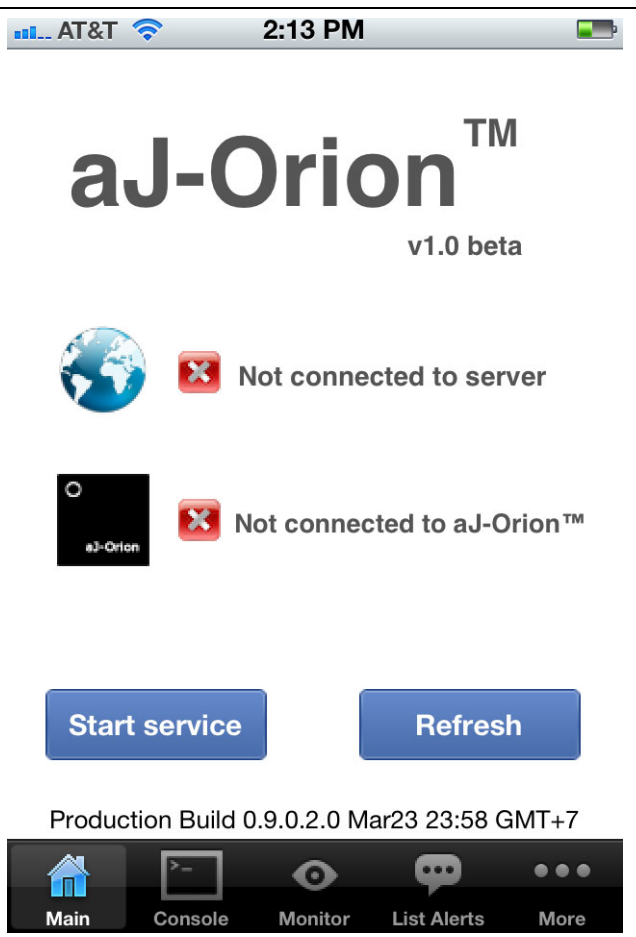 AT&T 2:13 PM
aJ-Orion™
v1.0 beta
Not connected to server
aJ-Orion
Not connected to aJ-Orion™
Start service Refresh
Production Build 0.9.0.2.0 Mar23 23:58 GMT+7
>_
Main Console Monitor List Alerts More